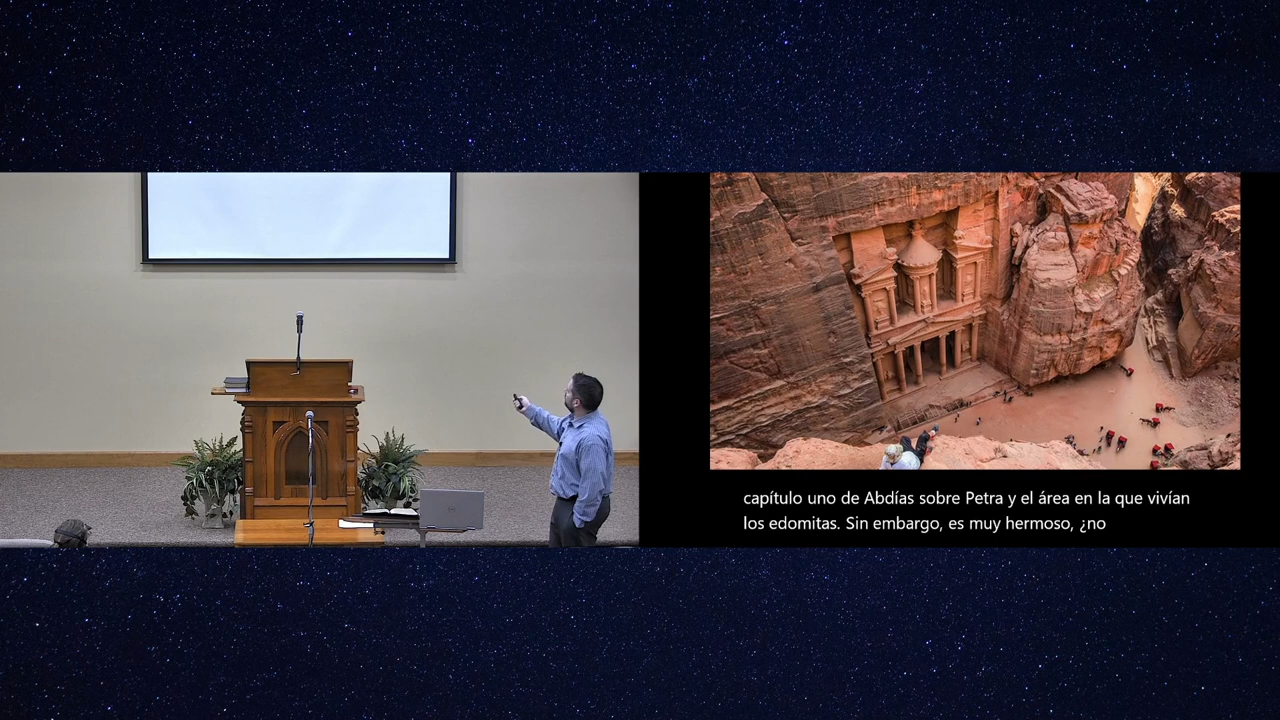 capítulo uno de Abdías sobre Petra y el área en la que vivían
los edomitas. Sin embargo, es muy hermoso, ¿no